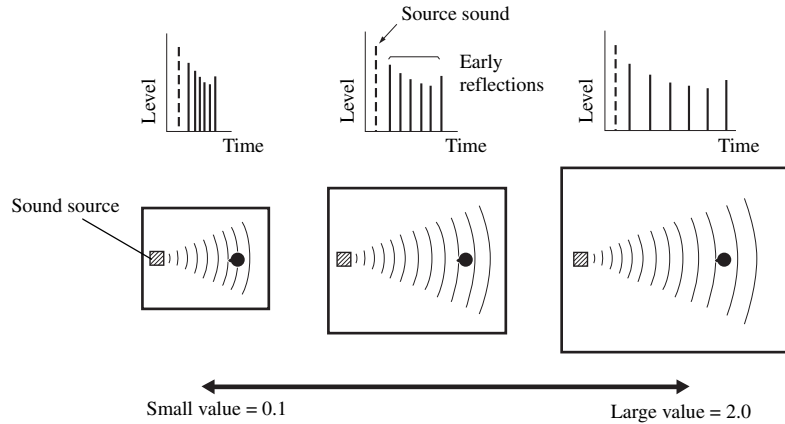 Source sound
Level
Time
Level
Early
reflections
Time
Level
Time
Sound source
Small value = 0.1
Large value = 2.0